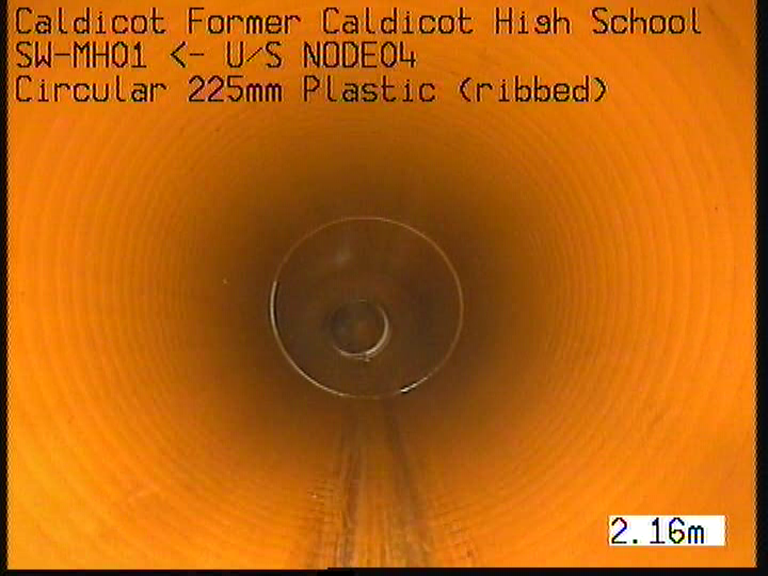 Caldicot Former Caldicot High School
SW-MH01 <- U/S NODE04
Circular 225mm Plastic (ribbed)
2.16m